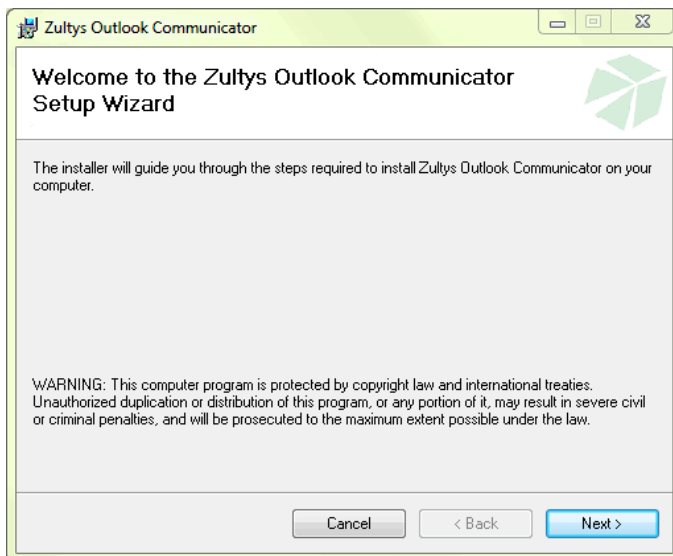 Zultys Outlook Communicator
Welcome to the Zultys Outlook Communicator
Setup Wizard
The installer will guide you through the steps required to install Zultys Outlook Communicator on your
computer.
WARNING: This computer program is protected by copyright law and international treaties.
Unauthorized duplication or distribution of this program, or any portion of it, may result in severe civil
or criminal penalties, and will be prosecuted to the maximum extent possible under the law.
Cancel
< Back
Next >